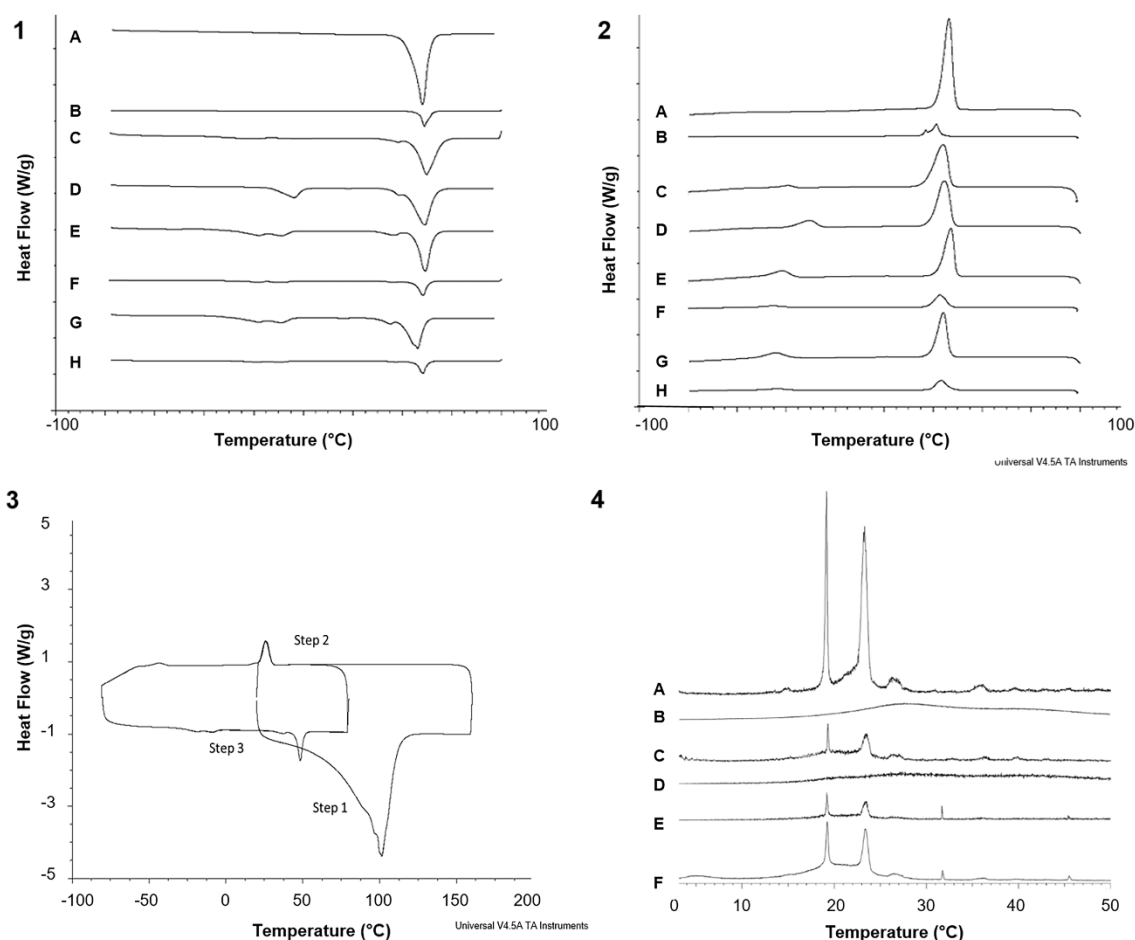 1
A
B
C
D
E
F
G
H
Heat Flow (W/g)
-100
100
Temperature (°C)
2
A
B
C
D
E
F
G
H
Heat Flow (W/g)
-100
100
Temperature (°C)
Universal V4.5A TA Instruments
3
5
3
1
-1
-3
-5
Heat Flow (W/g)
Step 2
Step 3
Step 1
-100
-50
0
50
100
150
200
Temperature (°C)
Universal V4.5A TA Instruments
4
A
B
C
D
E
F
0
10
20
30
40
50
Temperature (°C)